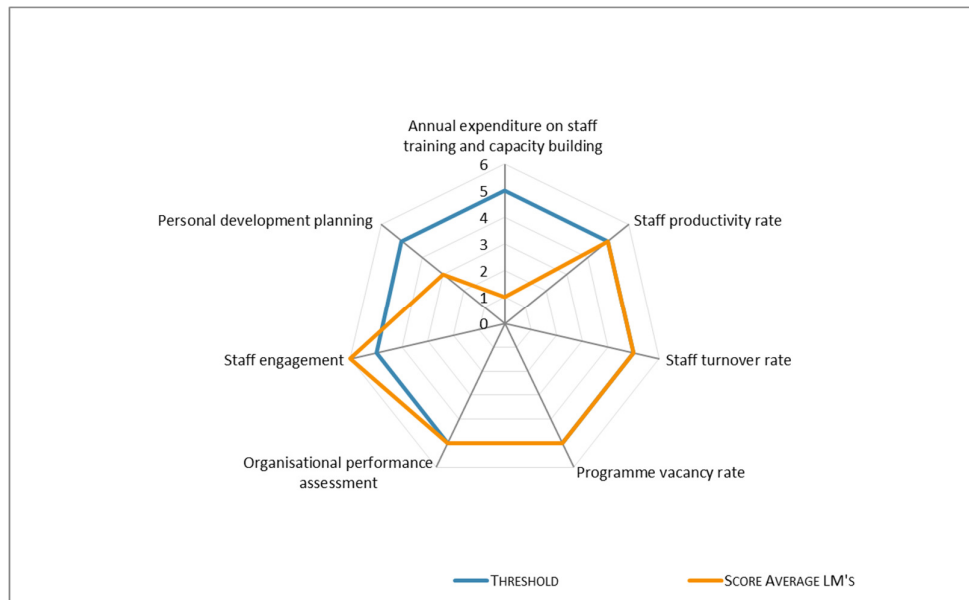 Annual expenditure on staff
training and capacity building
6
5
4
3
2
1
0
Staff productivity rate
Personal development planning
Staff engagement
Staff turnover rate
Organisational performance
assessment
Programme vacancy rate
THRESHOLD
SCORE AVERAGE LM'S